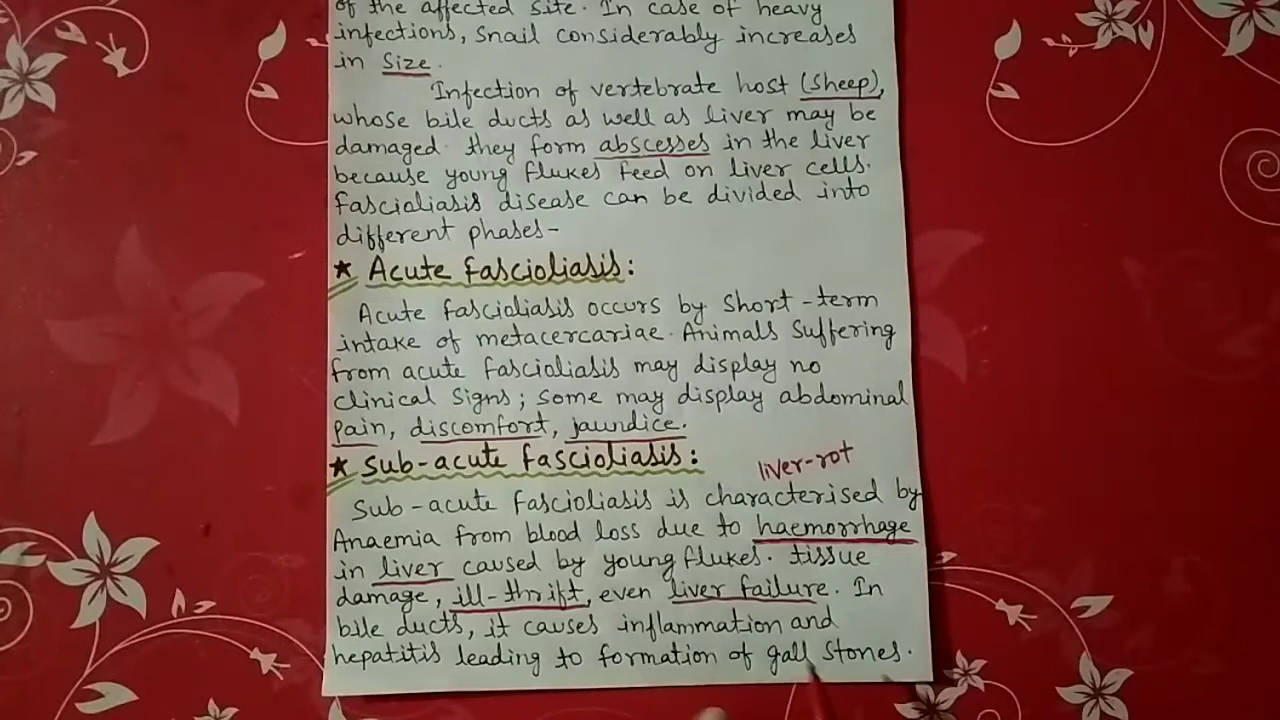 of the affected site. In case of heavy
infections, snail considerably increases
in size.
Infection of vertebrate host (sheep),
whose bile ducts as well as liver may be
damaged. they form abscesses in the liver
because young flukes feed on liver cells.
fascioliasis disease can be divided into
different phases-
★ Acute fascioliasis:
Acute fascioliasis occurs by short-term
intake of metacercariae. Animals suffering
from acute fascioliasis may display no
clinical signs; some may display abdominal
pain, discomfort, jaundice.
★ Sub-acute fascioliasis:
liver-rot
Sub-acute fascioliasis is characterised by
Anaemia from blood loss due to haemorrhage
in liver caused by young flukes. tissue
damage, ill-thrift, even liver failure. In
bile ducts, it causes inflammation and
hepatitis leading to formation of gall stones.